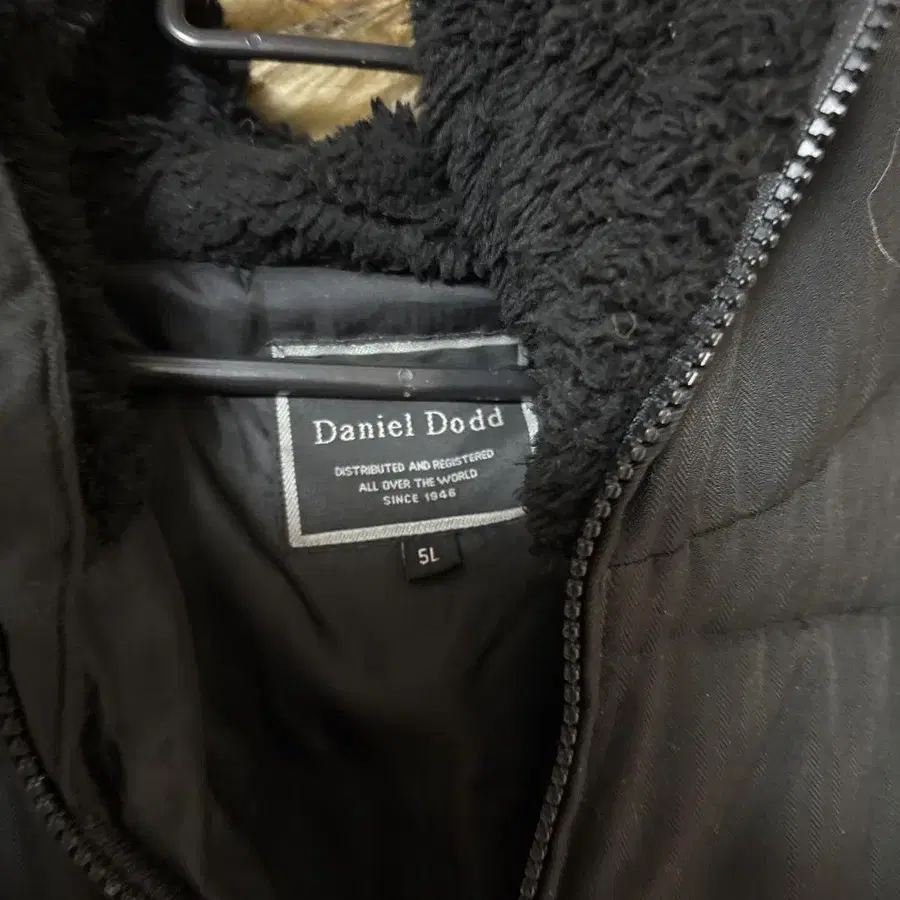 Daniel Dodd
DISTRIBUTED AND REGISTERED
ALL OVER THE WORLD
SINCE 1946
5L